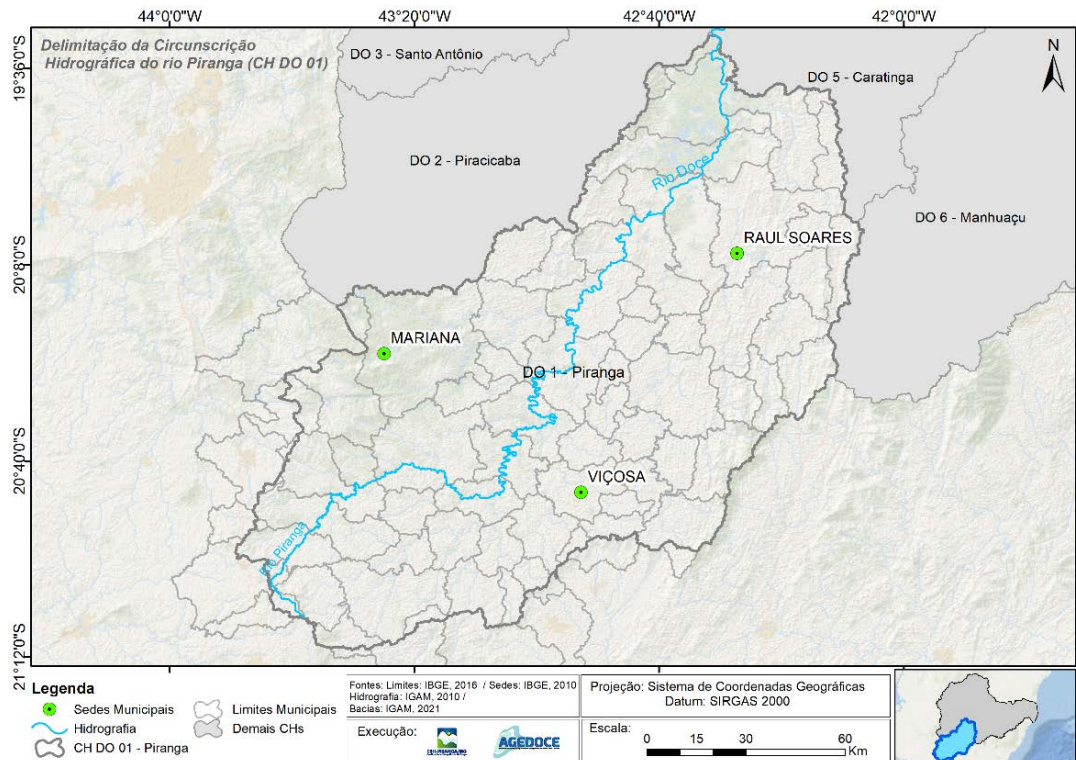 44°0'0"W
43°20'0"W
42°40'0"W
42°0'0"W
Delimitação da Circunscrição
Hidrográfica do rio Piranga (CH DO 01)
DO 3 - Santo Antônio
DO 5 - Caratinga
N
19°36'0"S
DO 2 - Piracicaba
Rio Doce
DO 6 - Manhuaçu
RAUL SOARES
20°8'0"S
MARIANA
DO 1 - Piranga
20°40'0"S
VIÇOSA
Rio Piranga
21°12'0"S
Legenda
Sedes Municipais
Hidrografia
CH DO 01 - Piranga
Limites Municipais
Demais CHs
Fontes: Limites: IBGE, 2016 / Sedes: IBGE, 2010
Hidrografia: IGAM, 2010 /
Bacias: IGAM, 2021
Execução:
AGEDOCE
Projeção: Sistema de Coordenadas Geográficas
Datum: SIRGAS 2000
Escala:
0 15 30 60
Km